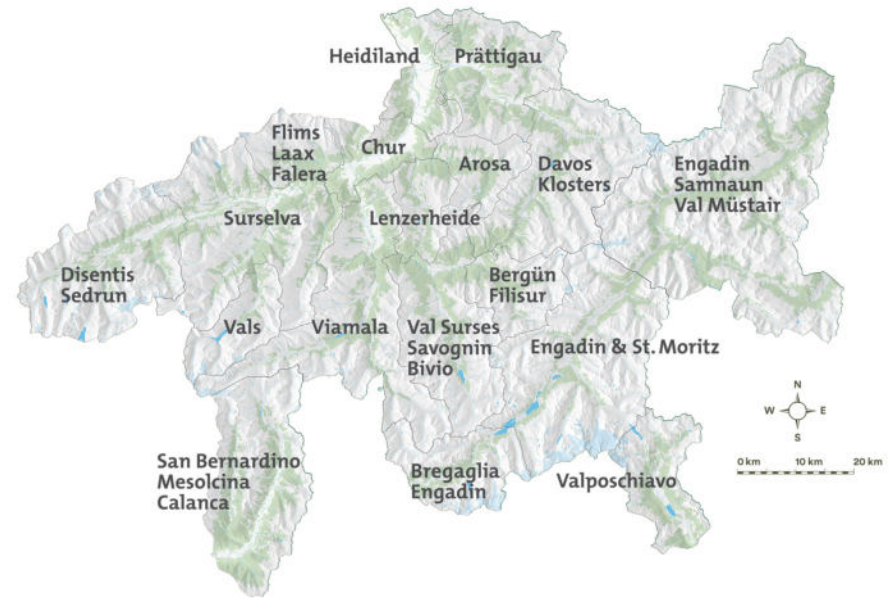 Heidiland
Prättigau
Flims
Laax
Falera
Chur
Arosa
Davos
Klosters
Engadin
Samnaun
Val Müstair
Surselva
Lenzerheide
Disentis
Sedrun
Bergün
Filisur
Vals
Viamala
Val Surses
Savognin
Bivio
Engadin & St. Moritz
N
W E
S
0 km 10 km 20 km
San Bernardino
Mesolcina
Calanca
Bregaglia
Engadin
Valposchiavo